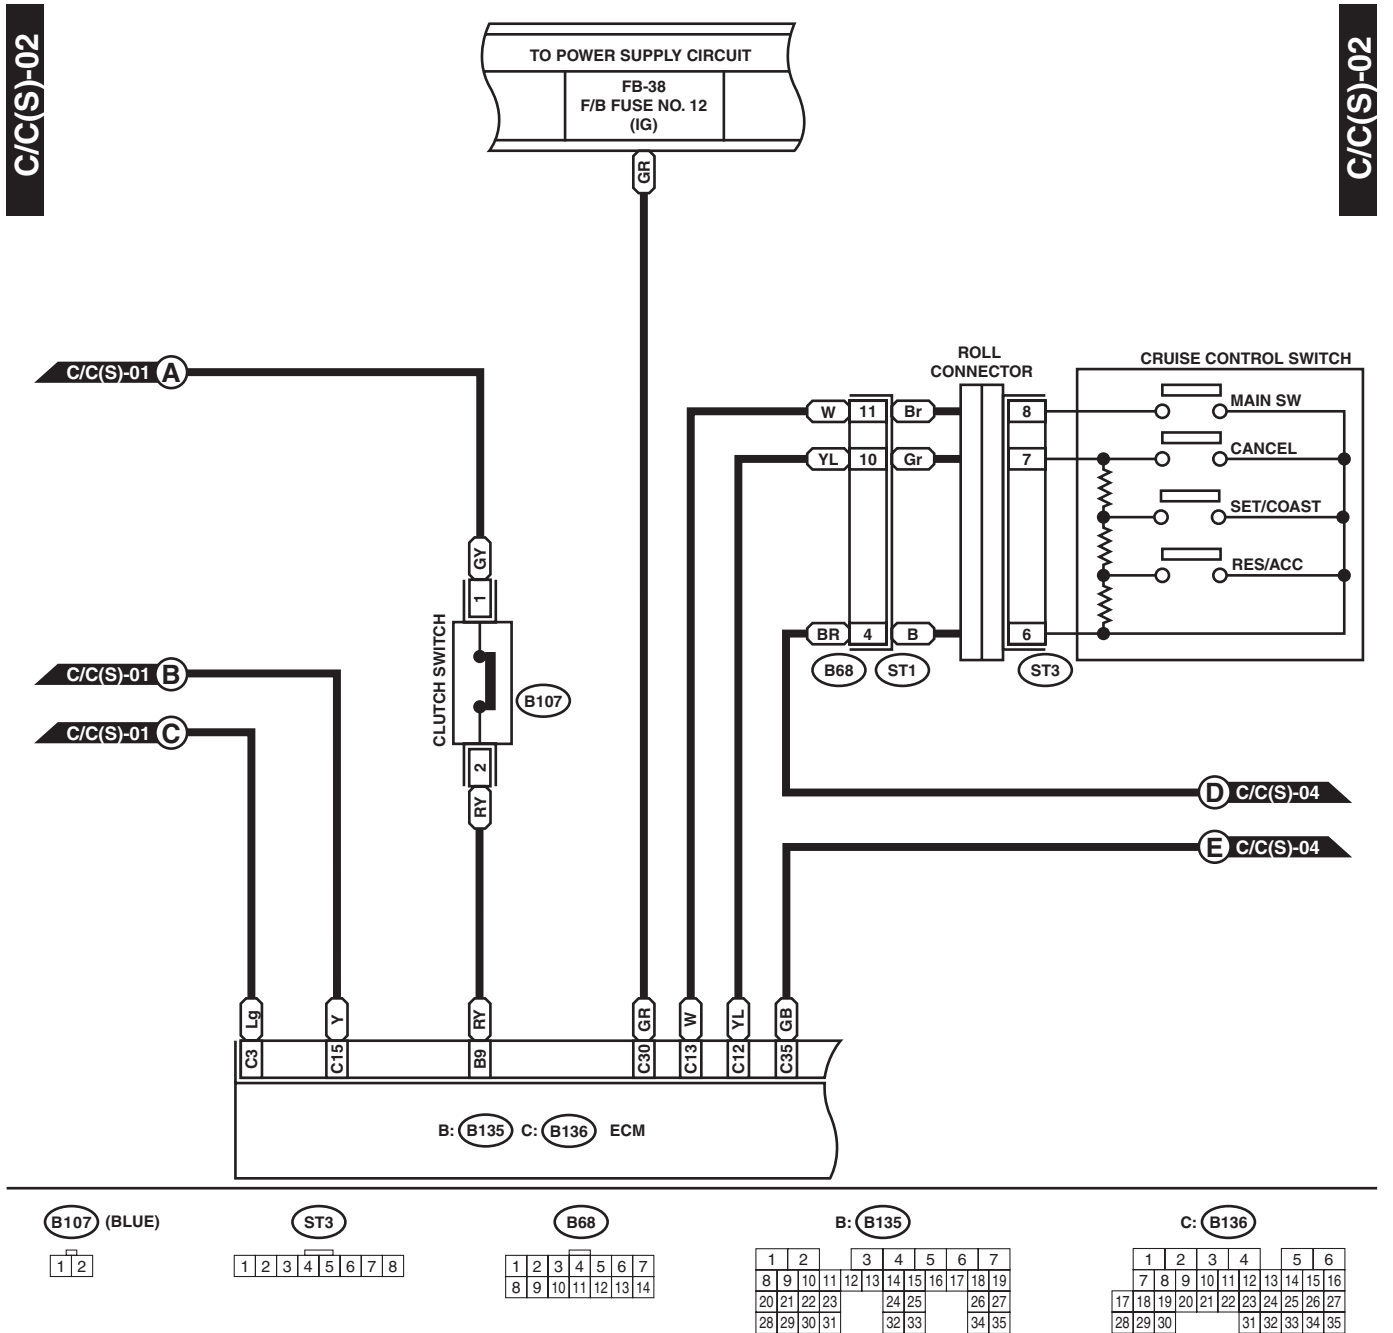 C/C(S)-02
C/C(S)-02
TO POWER SUPPLY CIRCUIT
FB-38
F/B FUSE NO. 12
(IG)
GR
C/C(S)-01 A
ROLL
CONNECTOR
CRUISE CONTROL SWITCH
W 11 Br 8 MAIN SW
YL 10 Gr 7 CANCEL
SET/COAST
RES/ACC
BR 4 B 6
B68 ST1 ST3
GY
1
CLUTCH SWITCH
B107
2
RY
C/C(S)-01 B
C/C(S)-01 C
D C/C(S)-04
E C/C(S)-04
Lg Y RY GR W YL GB
C3 C15 B9 C30 C13 C12 C35
B: B135 C: B136 ECM
B107 (BLUE)
1 2
ST3
1 2 3 4 5 6 7 8
B68
1 2 3 4 5 6 7
8 9 10 11 12 13 14
B: B135
1 2 3 4 5 6 7
8 9 10 11 12 13 14 15 16 17 18 19
20 21 22 23 24 25 26 27
28 29 30 31 32 33 34 35
C: B136
1 2 3 4 5 6
7 8 9 10 11 12 13 14 15 16
17 18 19 20 21 22 23 24 25 26 27
28 29 30 31 32 33 34 35